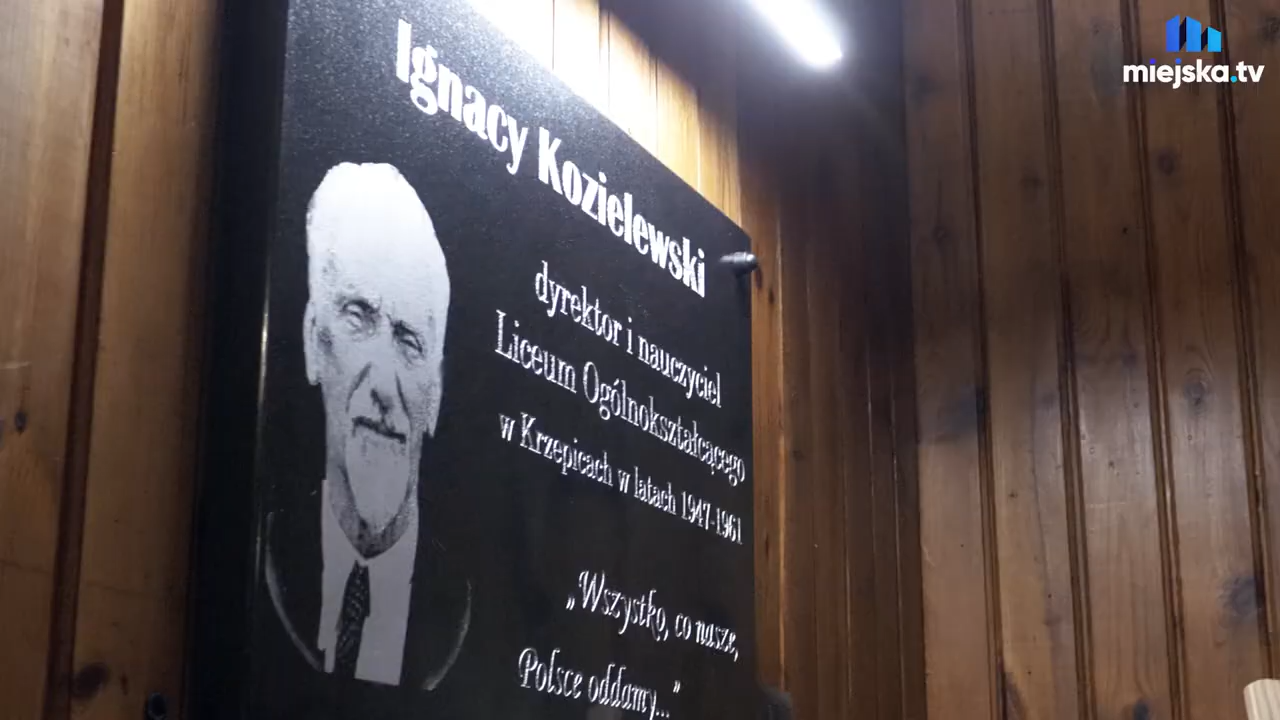 miejska.tv
Ignacy Kozielewski
dyrektor i nauczyciel
Liceum Ogólnokształcącego
w Krzepicach w latach 1947-1961
„Wszystko, co nasze,
Polsce oddamy..."